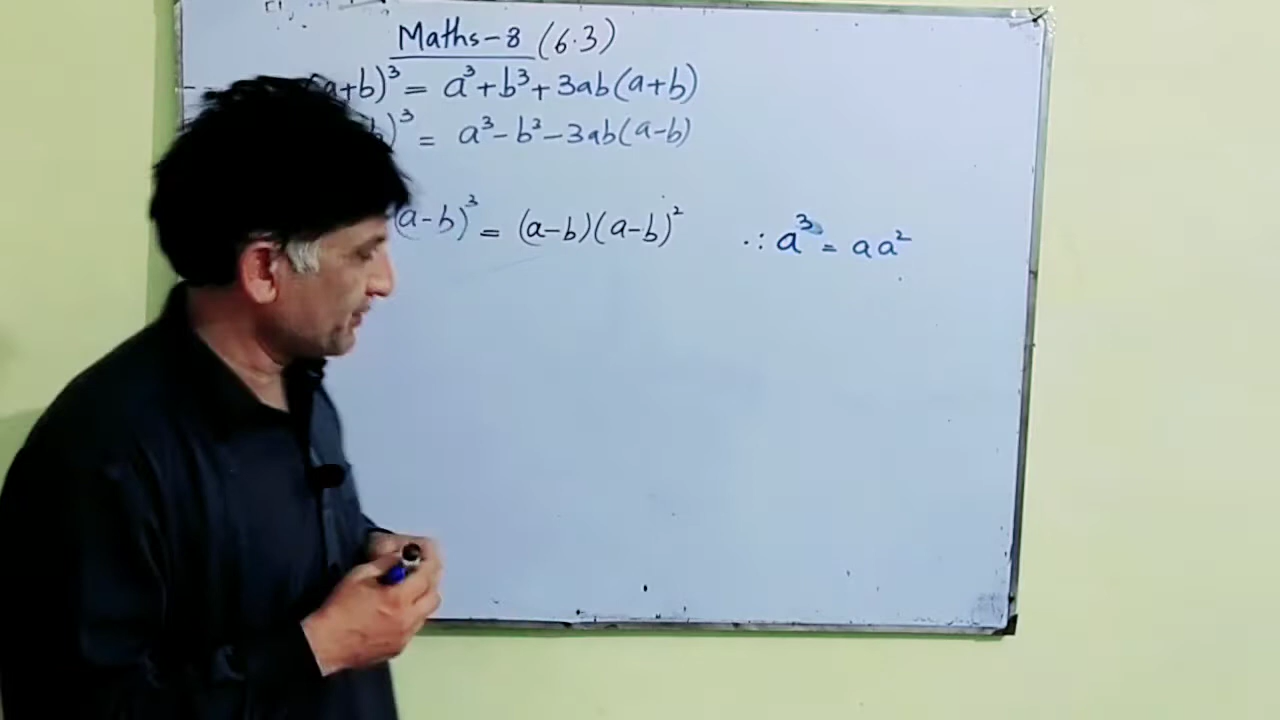 Maths-8 (6.3)
a+b)³ = a³+b³+3ab(a+b)
)³ = a³-b³-3ab(a-b)
(a-b)³ = (a-b)(a-b)² ∴ a³ = aa²